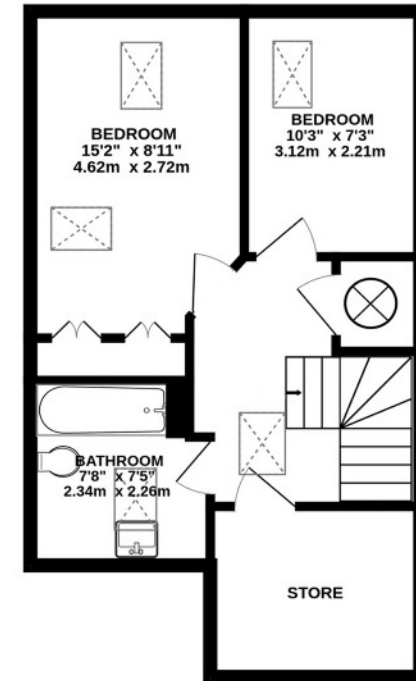 BEDROOM
15'2" x 8'11"
4.62m x 2.72m
BEDROOM
10'3" x 7'3"
3.12m x 2.21m
BATHROOM
7'8" x 7'5"
2.34m x 2.26m
STORE